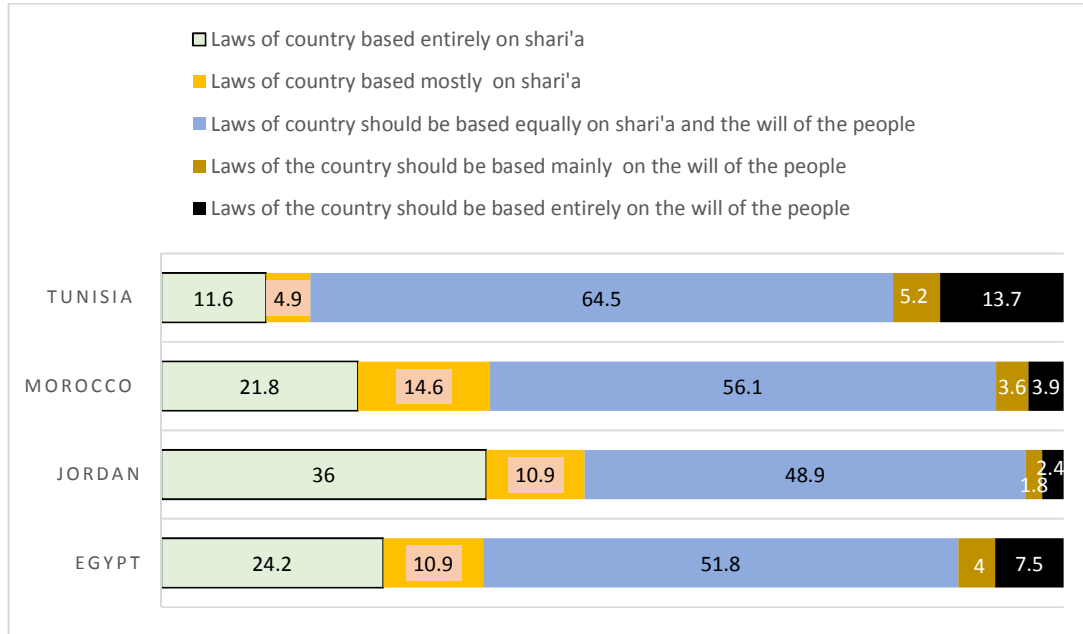 Laws of country based entirely on shari'a
Laws of country based mostly on shari'a
Laws of country should be based equally on shari'a and the will of the people
Laws of the country should be based mainly on the will of the people
Laws of the country should be based entirely on the will of the people
TUNISIA 11.6 4.9 64.5 5.2 13.7
MOROCCO 21.8 14.6 56.1 3.6 3.9
JORDAN 36 10.9 48.9 1.8 2.4
EGYPT 24.2 10.9 51.8 4 7.5